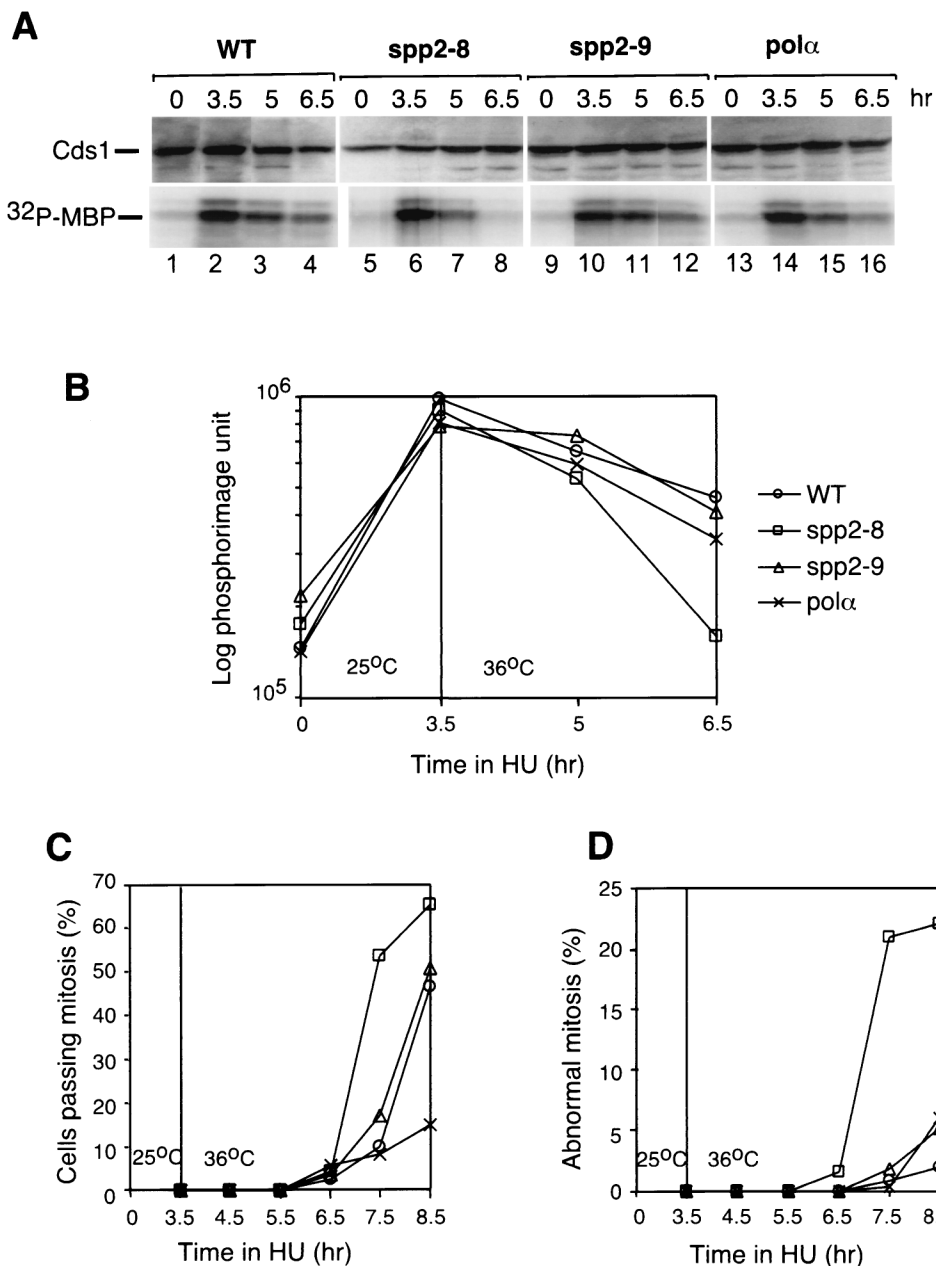 A
WT spp2-8 spp2-9 polα
0 3.5 5 6.5 0 3.5 5 6.5 0 3.5 5 6.5 0 3.5 5 6.5 hr
Cds1
32P-MBP
1 2 3 4 5 6 7 8 9 10 11 12 13 14 15 16
B
10^6
10^5
Log phosphorimage unit
25°C 36°C
0 3.5 5 6.5
Time in HU (hr)
WT
spp2-8
spp2-9
polα
C
Cells passing mitosis (%)
70
60
50
40
30
20
10
0
25°C 36°C
0 3.5 4.5 5.5 6.5 7.5 8.5
Time in HU (hr)
D
Abnormal mitosis (%)
25
20
15
10
5
0
25°C 36°C
0 3.5 4.5 5.5 6.5 7.5 8
Time in HU (hr)